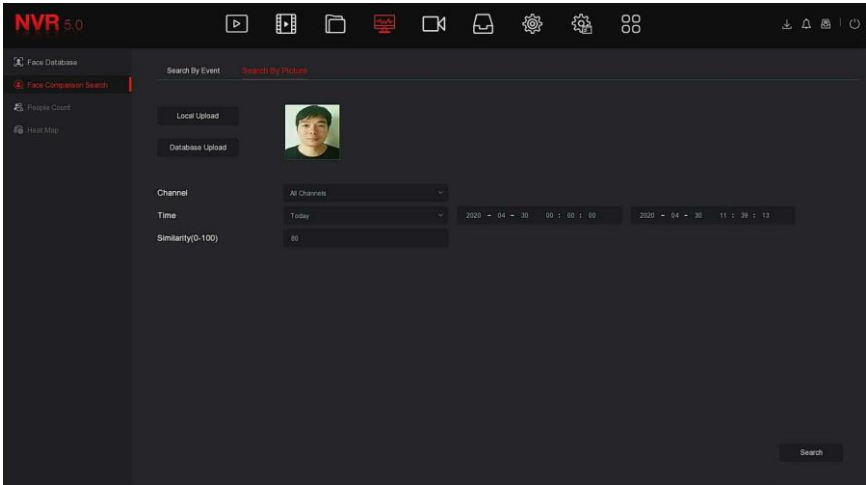 NVR 5.0
Face Database
Face Comparison Search
People Count
Heat Map
Search By Event Search By Picture
Local Upload
Database Upload
Channel All Channels
Time Today 2020 - 04 - 30 00 : 00 : 00 2020 - 04 - 30 11 : 39 : 13
Similarity(0-100) 80
Search